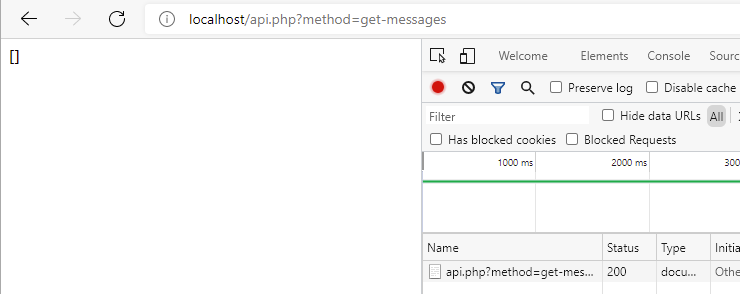 localhost/api.php?method=get-messages
[]
Welcome Elements Console Sourc
Preserve log Disable cache
Filter Hide data URLs All
Has blocked cookies Blocked Requests
1000 ms 2000 ms 300
Name Status Type Initia
api.php?method=get-mes... 200 docu... Othe